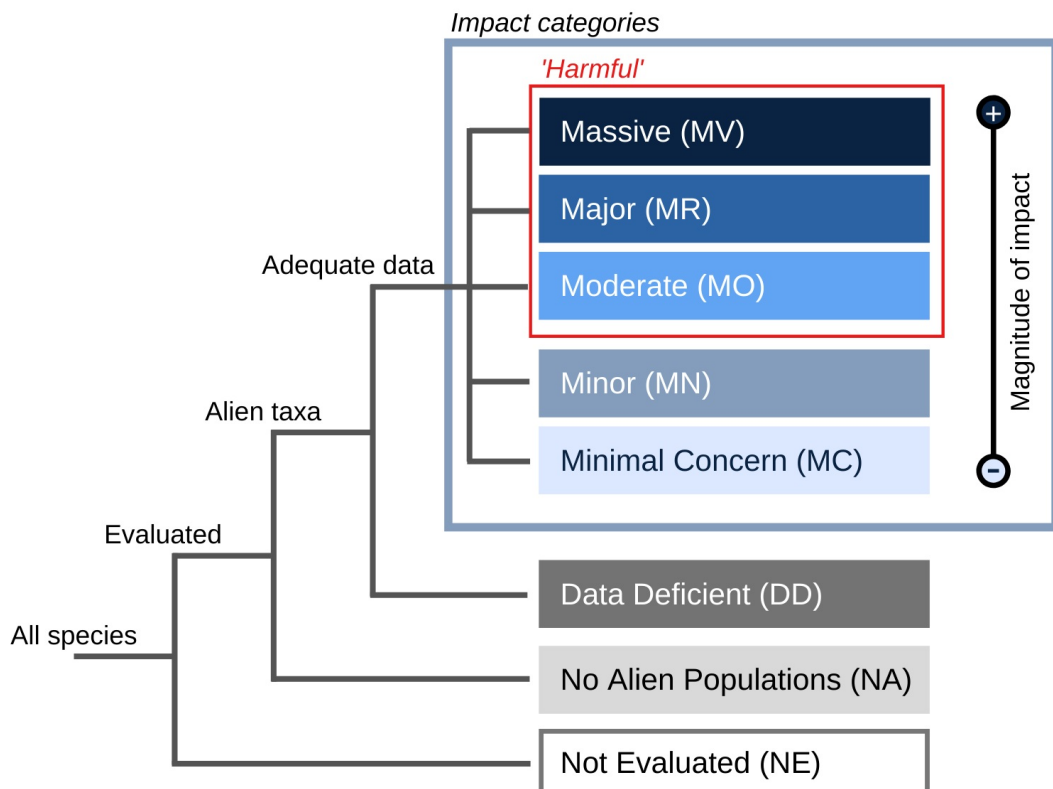 Impact categories
'Harmful'
Massive (MV)
Major (MR)
Moderate (MO)
Minor (MN)
Minimal Concern (MC)
+
Magnitude of impact
-
Adequate data
Alien taxa
Evaluated
All species
Data Deficient (DD)
No Alien Populations (NA)
Not Evaluated (NE)